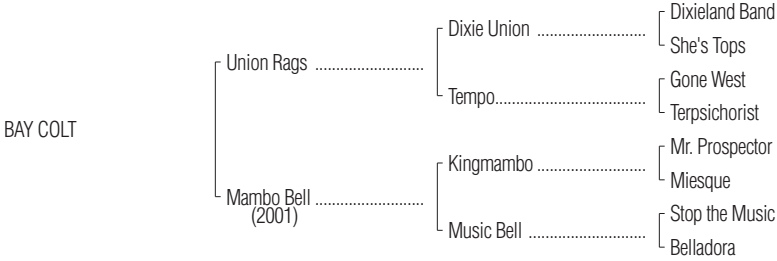 Dixieland Band
Dixie Union ..........................
She's Tops
Union Rags ..........................
Gone West
Tempo....................................
Terpsichorist
BAY COLT
Mr. Prospector
Kingmambo ..........................
Miesque
Mambo Bell ..........................
(2001)
Stop the Music
Music Bell ............................
Belladora